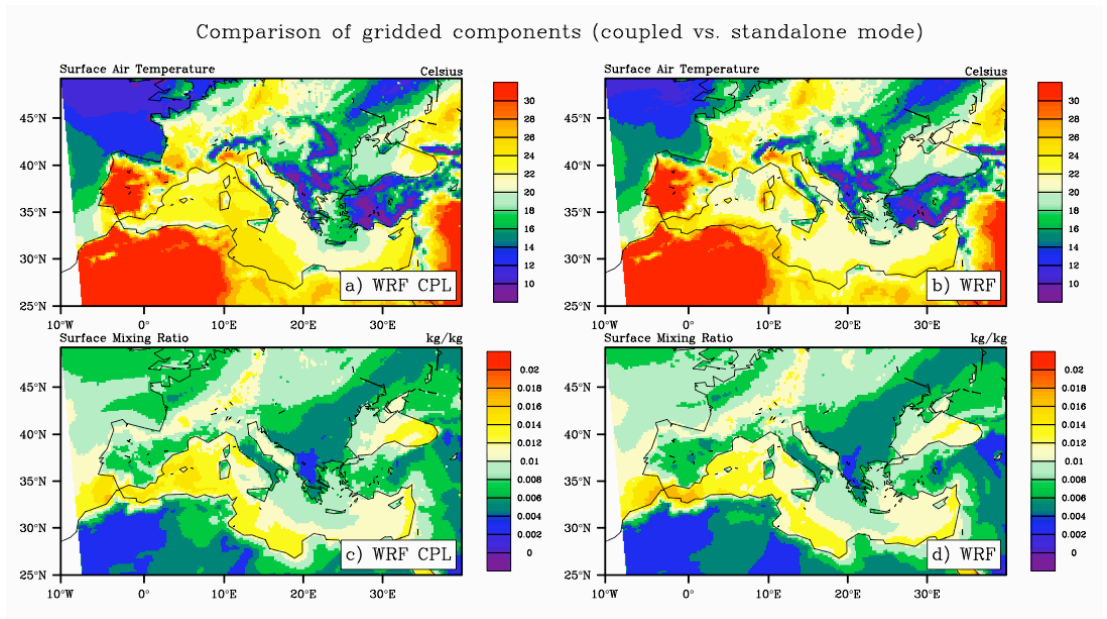 Comparison of gridded components (coupled vs. standalone mode)
Surface Air Temperature Celsius
45°N
40°N
35°N
30°N
25°N
10°W 0° 10°E 20°E 30°E
30
28
26
24
22
20
18
16
14
12
10
a) WRF CPL
Surface Air Temperature Celsius
45°N
40°N
35°N
30°N
25°N
10°W 0° 10°E 20°E 30°E
30
28
26
24
22
20
18
16
14
12
10
b) WRF
Surface Mixing Ratio kg/kg
45°N
40°N
35°N
30°N
25°N
10°W 0° 10°E 20°E 30°E
0.02
0.018
0.016
0.014
0.012
0.01
0.008
0.006
0.004
0.002
0
c) WRF CPL
Surface Mixing Ratio kg/kg
45°N
40°N
35°N
30°N
25°N
10°W 0° 10°E 20°E 30°E
0.02
0.018
0.016
0.014
0.012
0.01
0.008
0.006
0.004
0.002
0
d) WRF